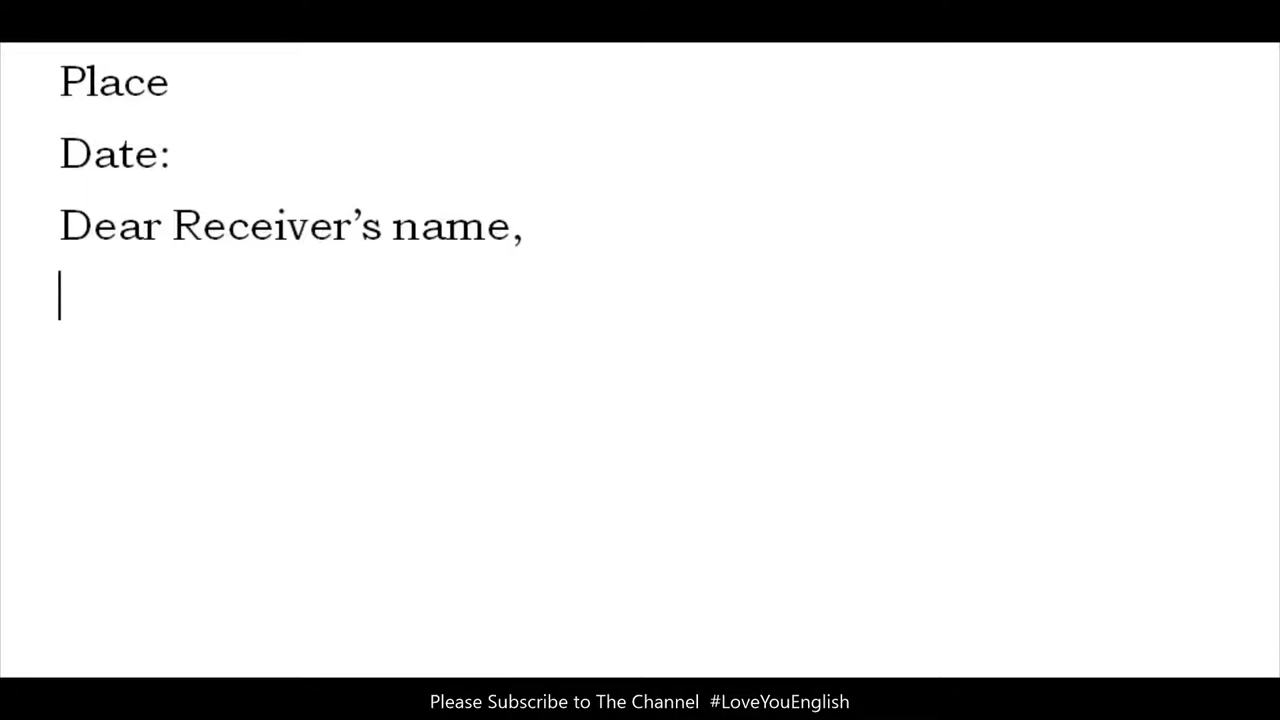 Place
Date:
Dear Receiver’s name,
Please Subscribe to The Channel #LoveYouEnglish